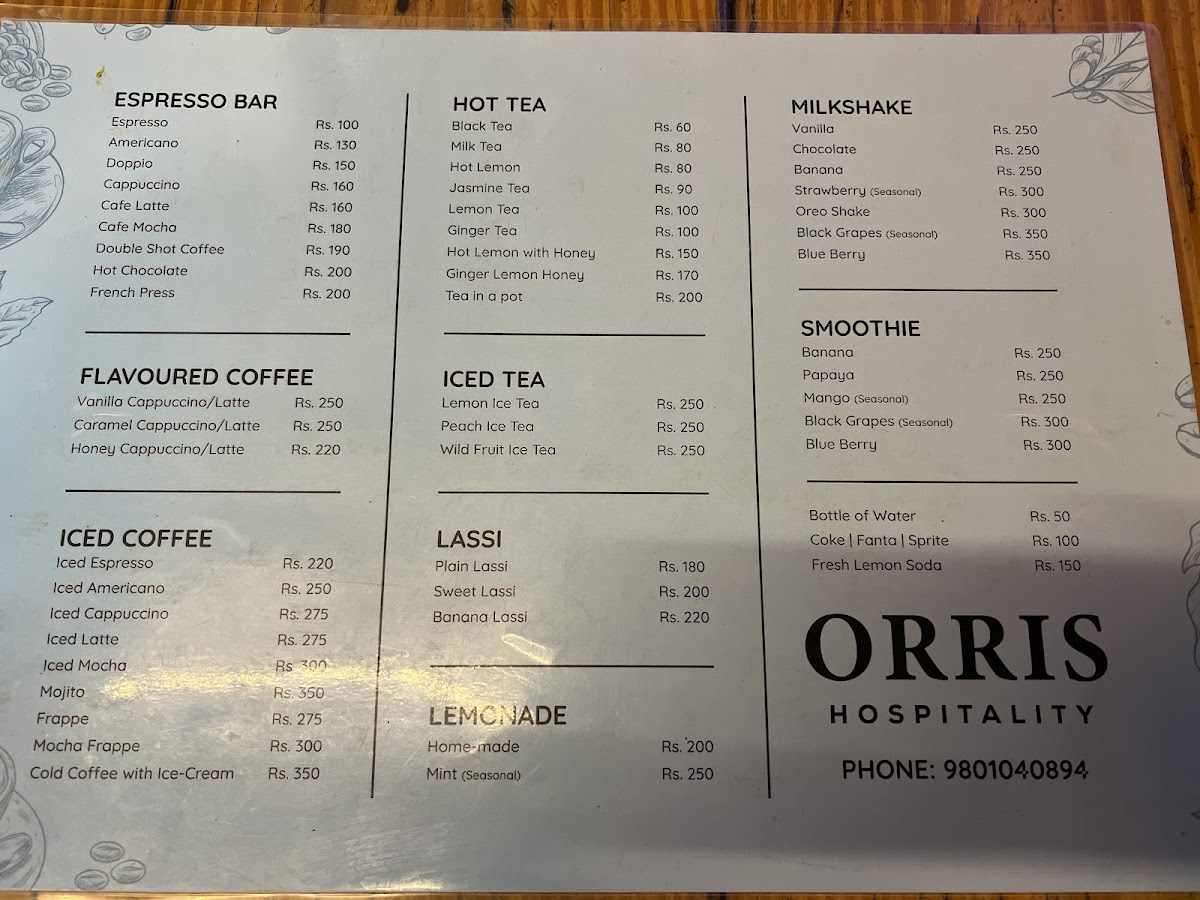 ESPRESSO BAR
Espresso Rs. 100
Americano Rs. 130
Doppio Rs. 150
Cappuccino Rs. 160
Cafe Latte Rs. 160
Cafe Mocha Rs. 180
Double Shot Coffee Rs. 190
Hot Chocolate Rs. 200
French Press Rs. 200
FLAVOURED COFFEE
Vanilla Cappuccino/Latte Rs. 250
Caramel Cappuccino/Latte Rs. 250
Honey Cappuccino/Latte Rs. 220
ICED COFFEE
Iced Espresso Rs. 220
Iced Americano Rs. 250
Iced Cappuccino Rs. 275
Iced Latte Rs. 275
Iced Mocha Rs. 300
Mojito Rs. 350
Frappe Rs. 275
Mocha Frappe Rs. 300
Cold Coffee with Ice-Cream Rs. 350
HOT TEA
Black Tea Rs. 60
Milk Tea Rs. 80
Hot Lemon Rs. 80
Jasmine Tea Rs. 90
Lemon Tea Rs. 100
Ginger Tea Rs. 100
Hot Lemon with Honey Rs. 150
Ginger Lemon Honey Rs. 170
Tea in a pot Rs. 200
ICED TEA
Lemon Ice Tea Rs. 250
Peach Ice Tea Rs. 250
Wild Fruit Ice Tea Rs. 250
LASSI
Plain Lassi Rs. 180
Sweet Lassi Rs. 200
Banana Lassi Rs. 220
LEMONADE
Home-made Rs. 200
Mint (Seasonal) Rs. 250
MILKSHAKE
Vanilla Rs. 250
Chocolate Rs. 250
Banana Rs. 250
Strawberry (Seasonal) Rs. 300
Oreo Shake Rs. 300
Black Grapes (Seasonal) Rs. 350
Blue Berry Rs. 350
SMOOTHIE
Banana Rs. 250
Papaya Rs. 250
Mango (Seasonal) Rs. 250
Black Grapes (Seasonal) Rs. 300
Blue Berry Rs. 300
Bottle of Water Rs. 50
Coke | Fanta | Sprite Rs. 100
Fresh Lemon Soda Rs. 150
ORRIS
HOSPITALITY
PHONE: 9801040894